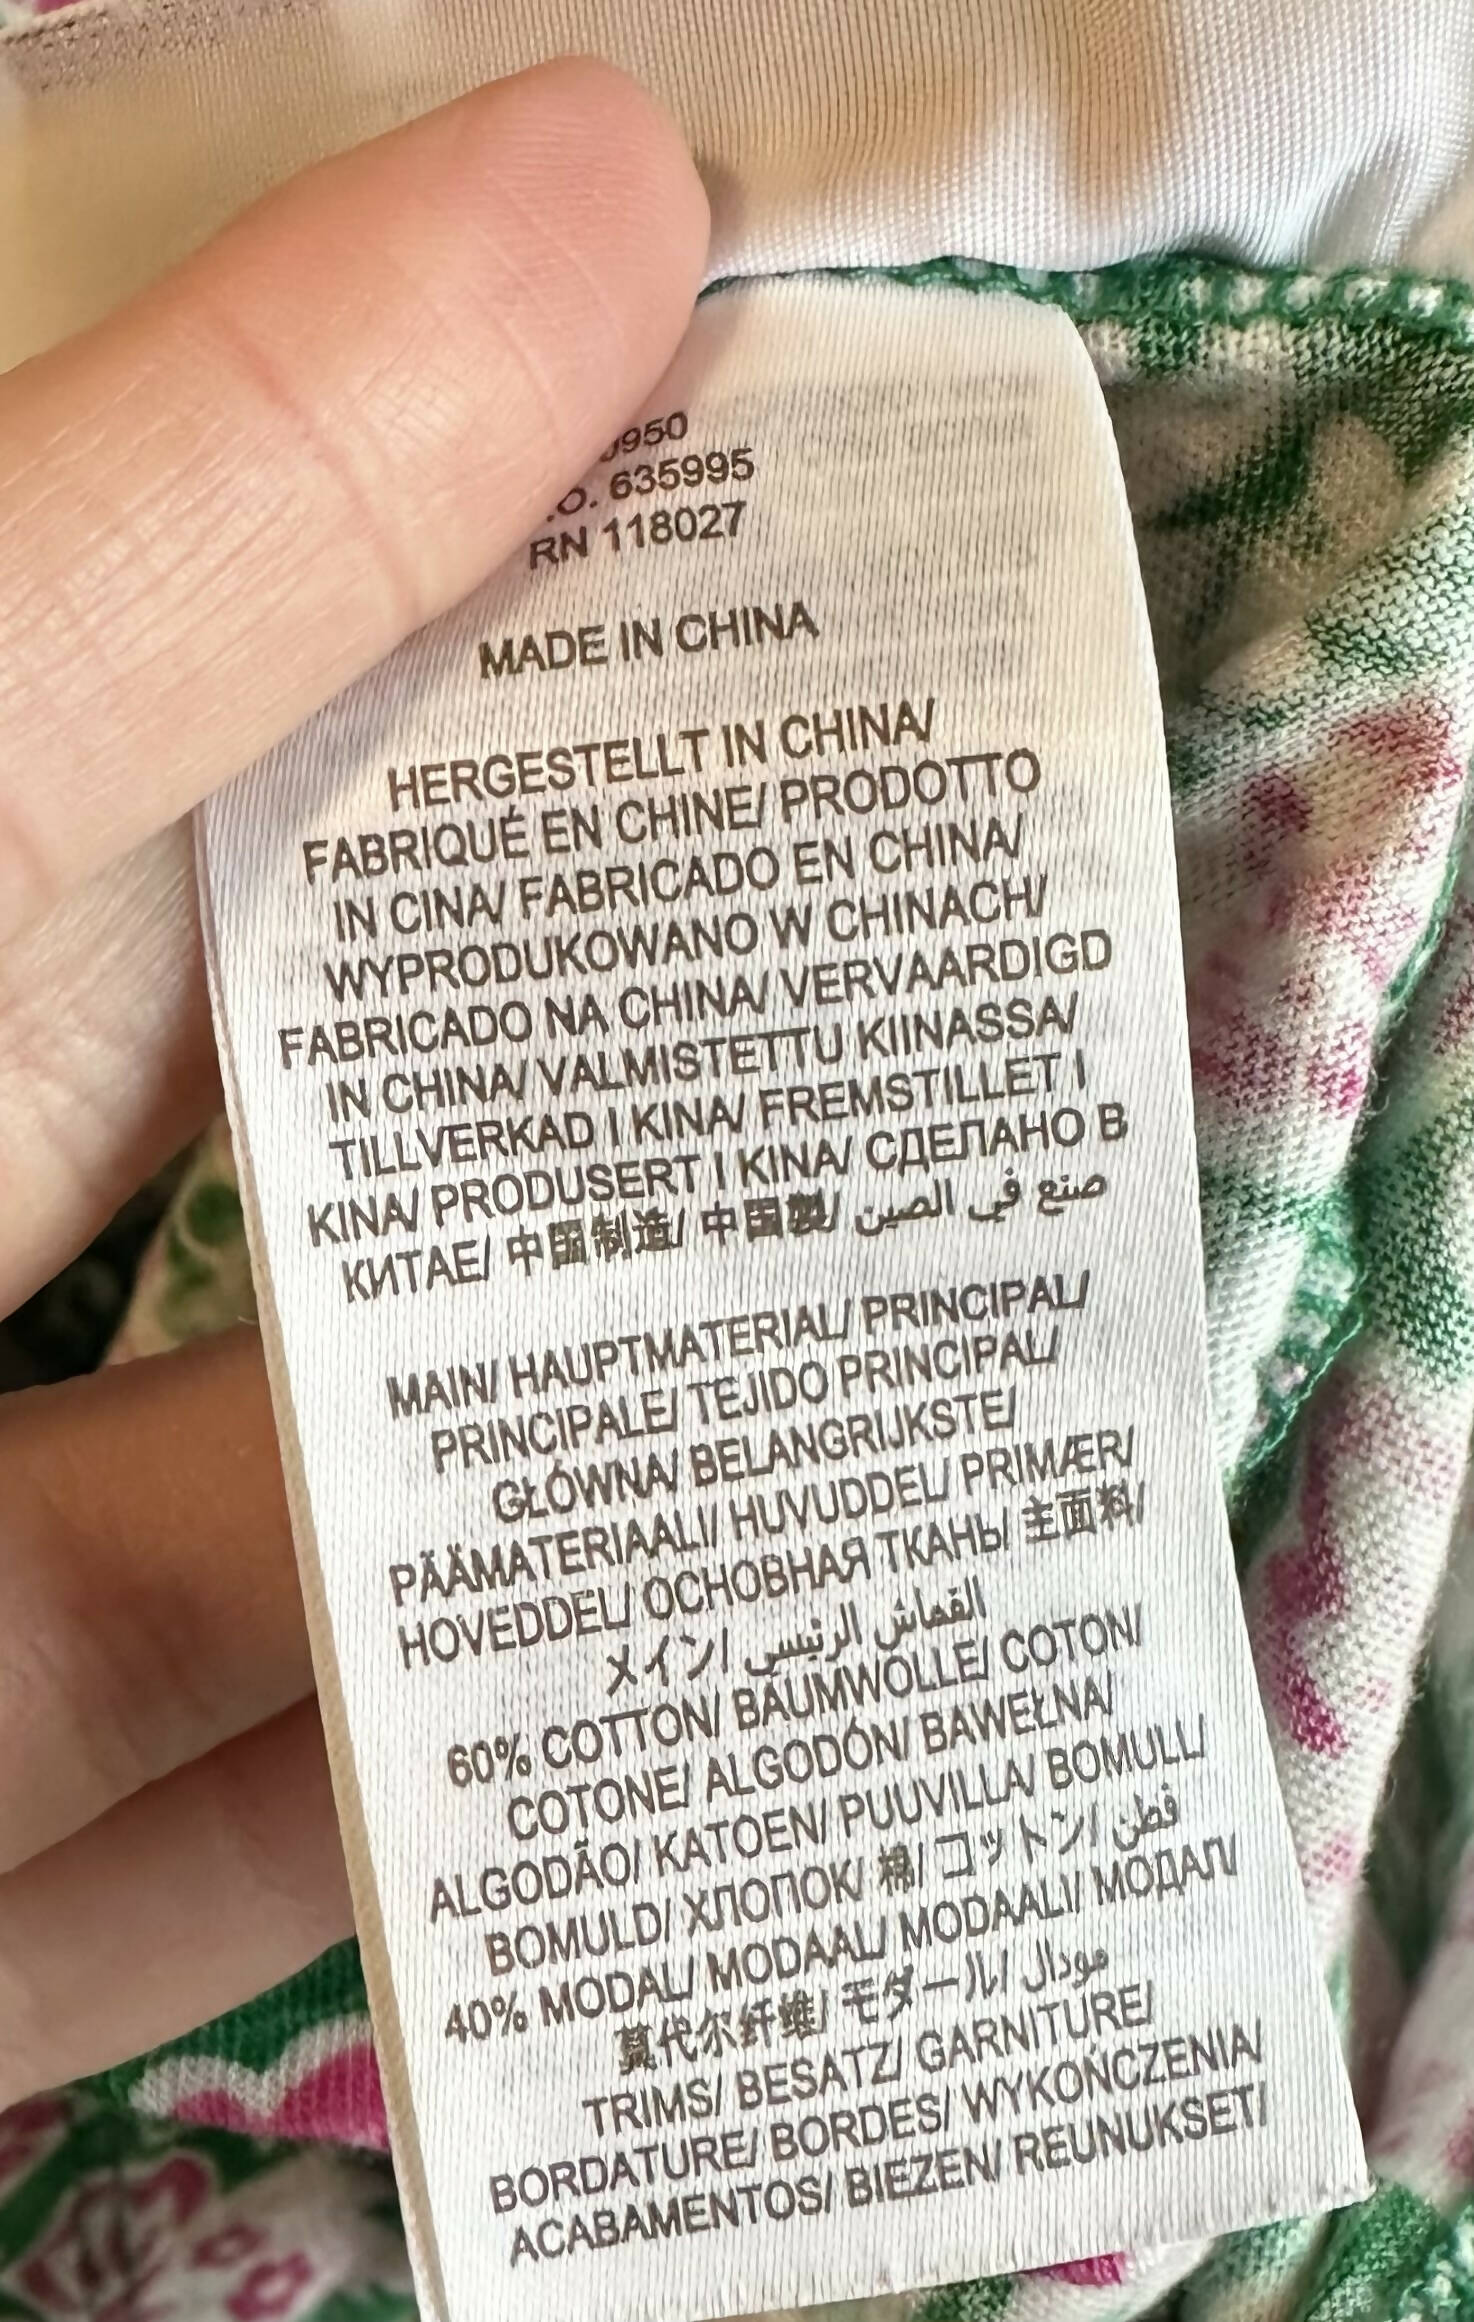 950
.O. 635995
RN 118027
MADE IN CHINA
HERGESTELLT IN CHINA/
FABRIQUÉ EN CHINE/ PRODOTTO
IN CINA/ FABRICADO EN CHINA/
WYPRODUKOWANO W CHINACH/
FABRICADO NA CHINA/ VERVAARDIGD
IN CHINA/ VALMISTETTU KIINASSA/
TILLVERKAD I KINA/ FREMSTILLET I
KINA/ PRODUSERT I KINA/ СДЕЛАНО В
КИТАЕ/ 中国制造/ 中国製/ صنع في الصين
MAIN/ HAUPTMATERIAL/ PRINCIPAL/
PRINCIPALE/ TEJIDO PRINCIPAL/
GŁÓWNA/ BELANGRIJKSTE/
PÄÄMATERIAALI/ HUVUDDEL/ PRIMÆR/
HOVEDDEL/ ОСНОВНАЯ ТКАНЬ/ 主面料/
メイン/ القماش الرئيسي
60% COTTON/ BAUMWOLLE/ COTON/
COTONE/ ALGODÓN/ BAWEŁNA/
ALGODÃO/ KATOEN/ PUUVILLA/ BOMULL/
BOMULD/ ХЛОПОК/ 棉/ コットン/ قطن
40% MODAL/ MODAAL/ MODAALI/ МОДАЛ/
莫代尔纤维/ モダール/ مودال
TRIMS/ BESATZ/ GARNITURE/
BORDATURE/ BORDES/ WYKOŃCZENIA/
ACABAMENTOS/ BIEZEN/ REUNUKSET/